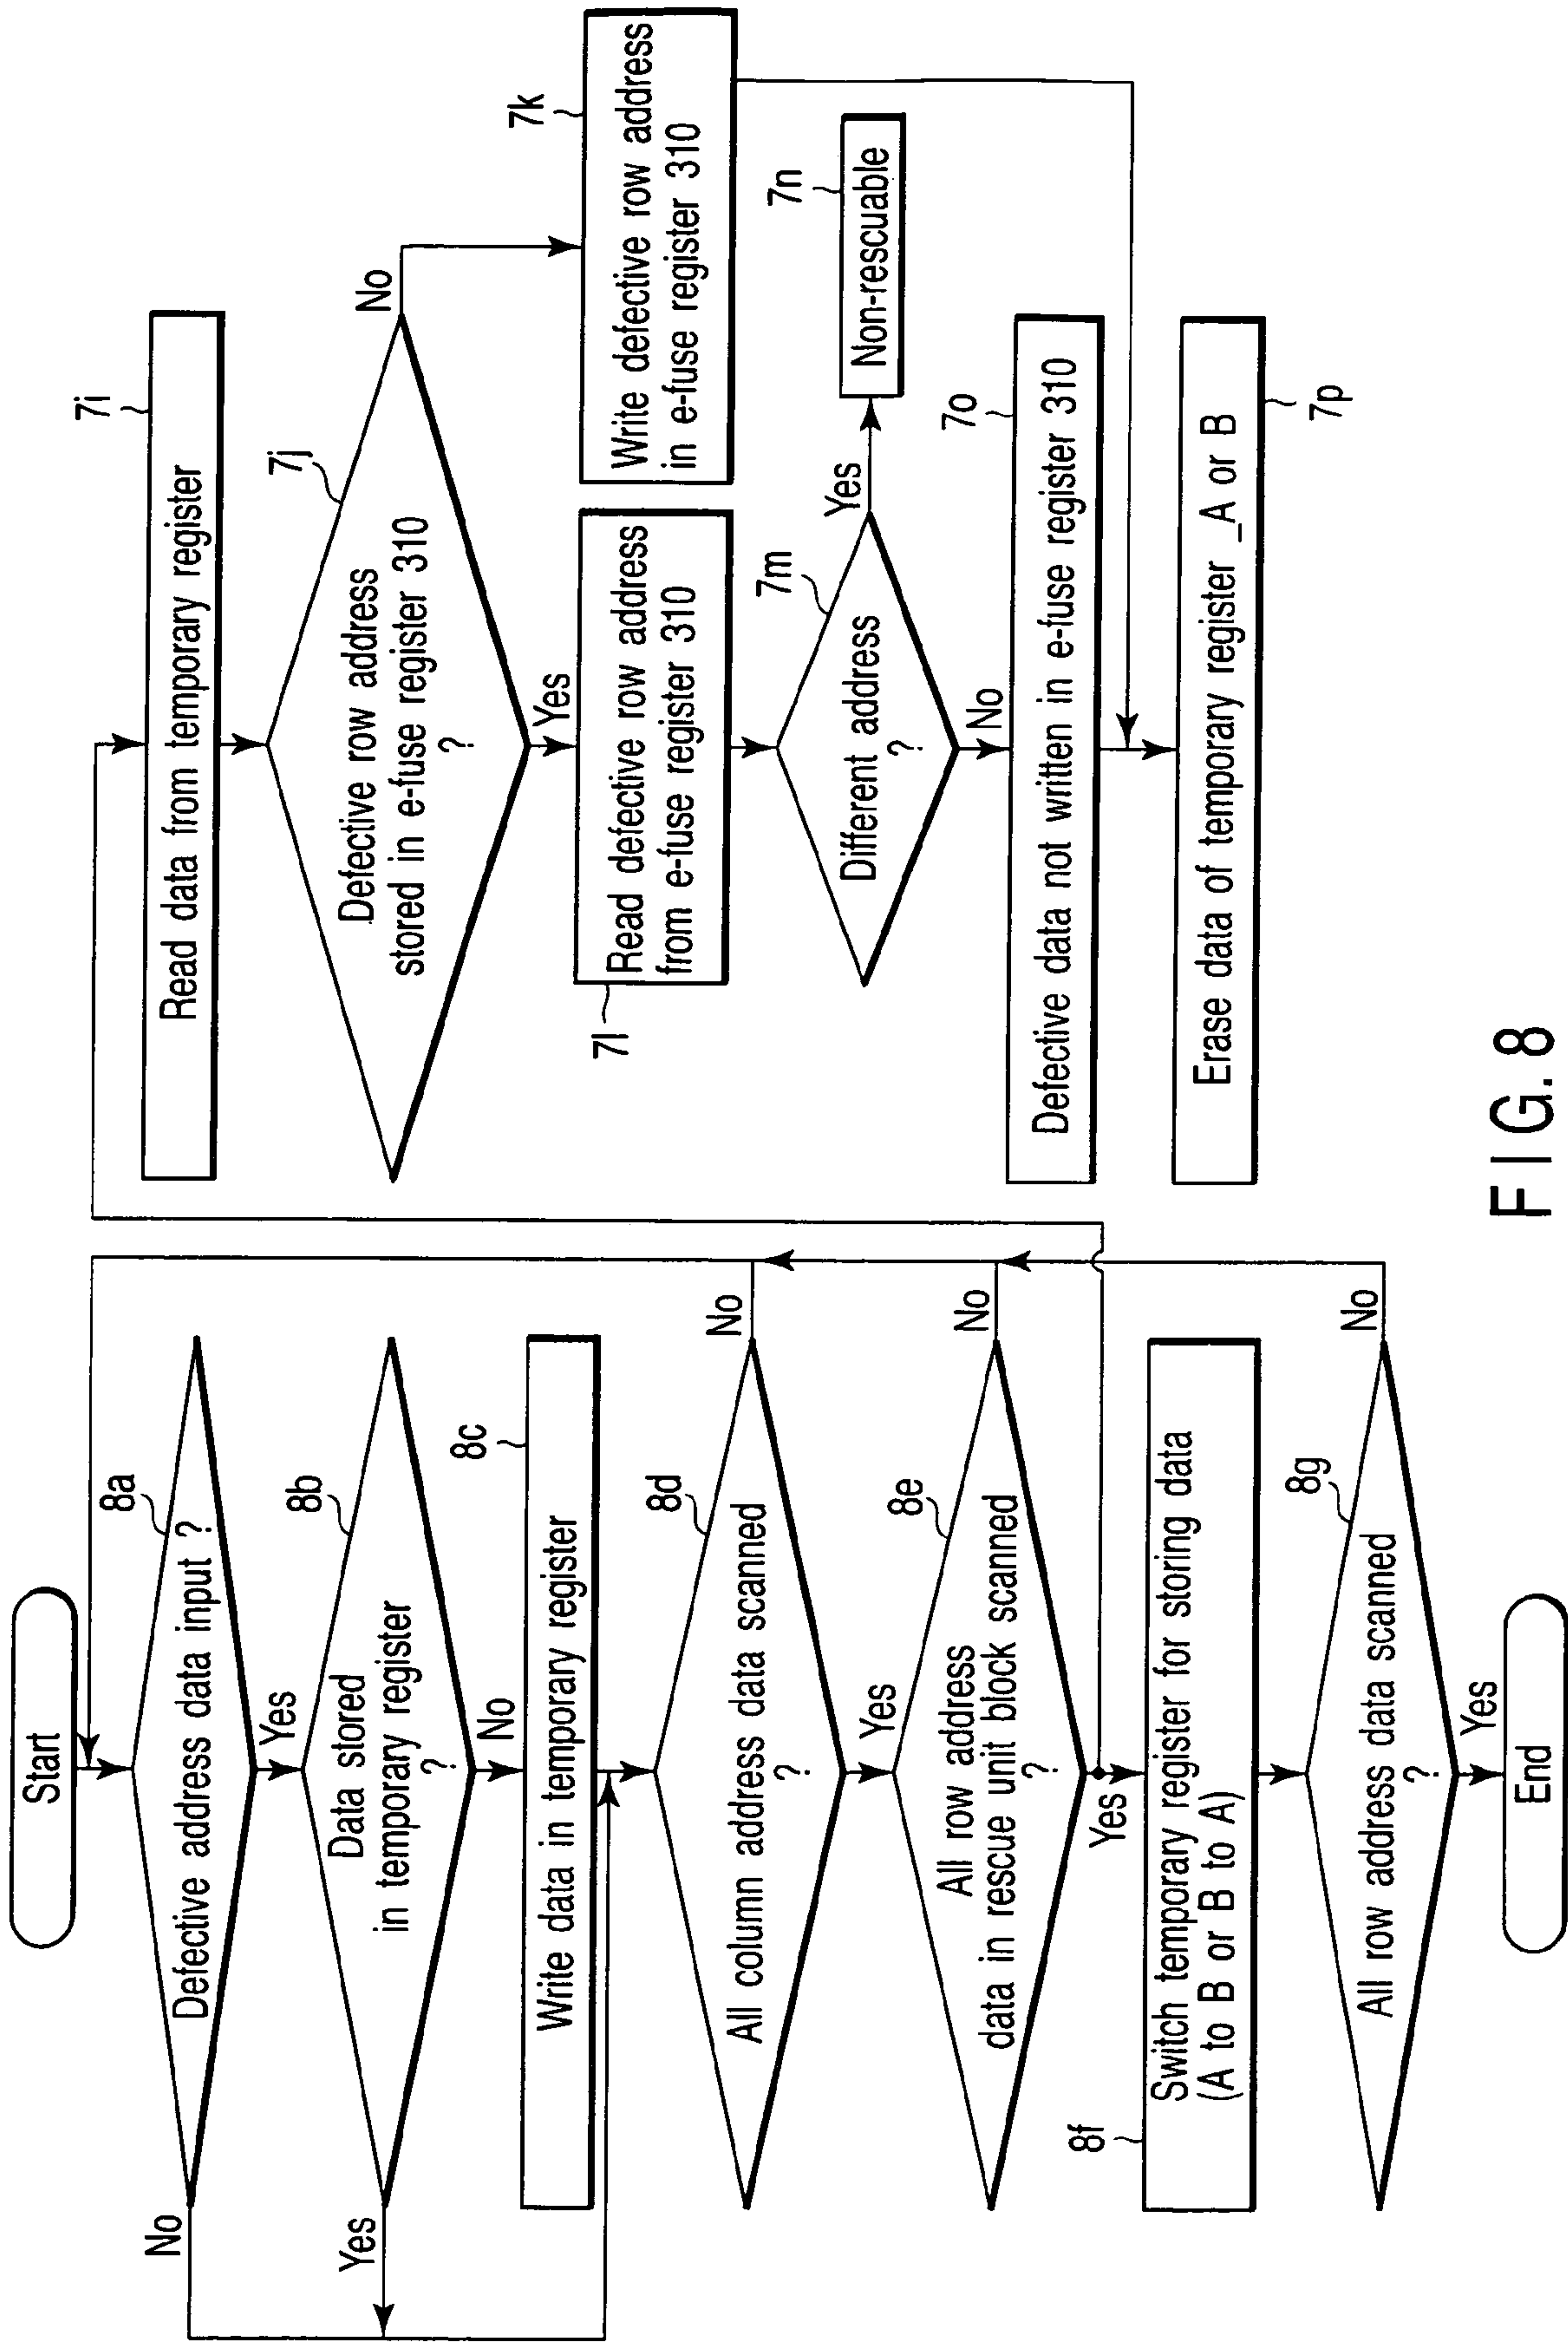 Start
8a
Defective address data input ?
No
Yes
8b
Data stored
in temporary register
?
Yes
No
8c
Write data in temporary register
8d
All column address data scanned
?
No
Yes
8e
All row address
data in rescue unit block scanned
?
No
Yes
8f
Switch temporary register for storing data
(A to B or B to A)
8g
All row address data scanned
?
No
Yes
End
7i
Read data from temporary register
7j
Defective row address
stored in e-fuse register 310
?
No
Yes
7k
Write defective row address
in e-fuse register 310
7l
Read defective row address
from e-fuse register 310
7m
Different address
?
Yes
No
7n
Non-rescuable
7o
Defective data not written in e-fuse register 310
Erase data of temporary register _A or B
7p
FIG. 8